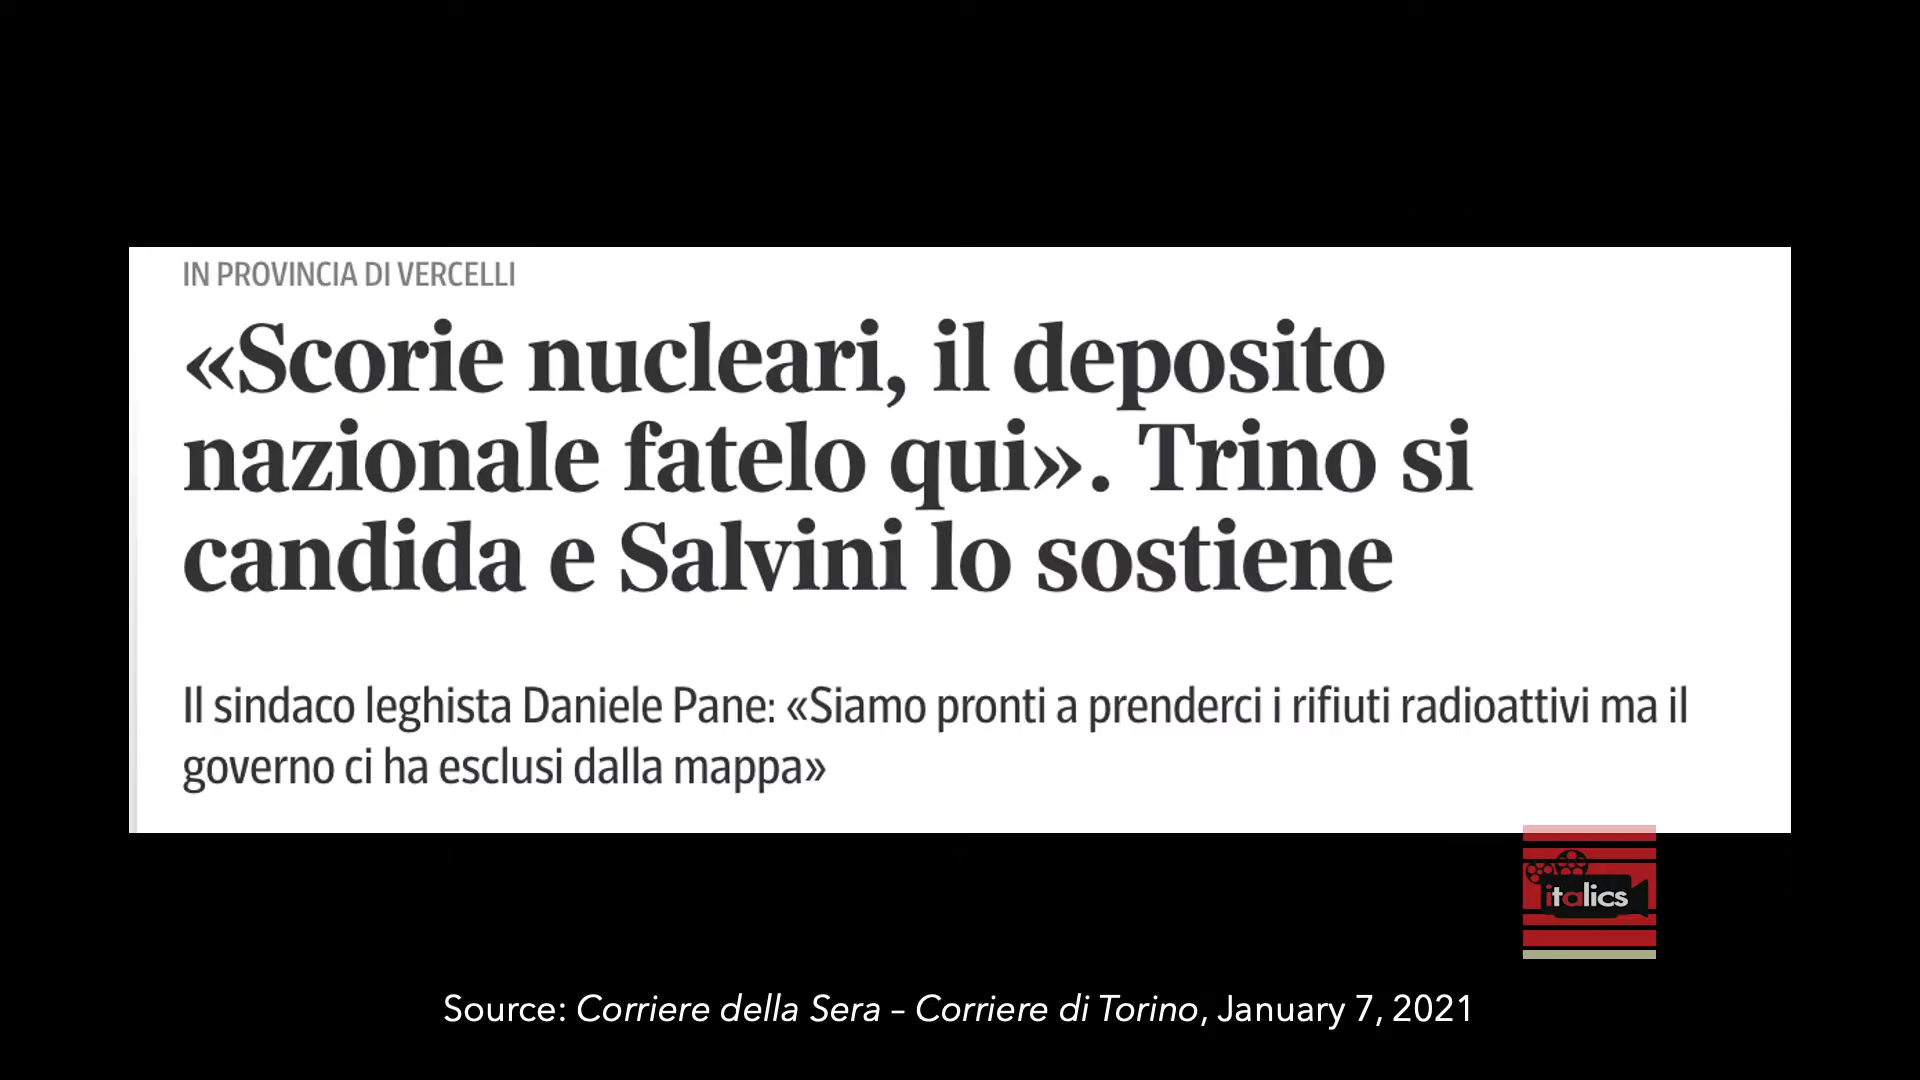 IN PROVINCIA DI VERCELLI
«Scorie nucleari, il deposito
nazionale fatelo qui». Trino si
candida e Salvini lo sostiene
Il sindaco leghista Daniele Pane: «Siamo pronti a prenderci i rifiuti radioattivi ma il
governo ci ha esclusi dalla mappa»
italics
Source: Corriere della Sera – Corriere di Torino, January 7, 2021